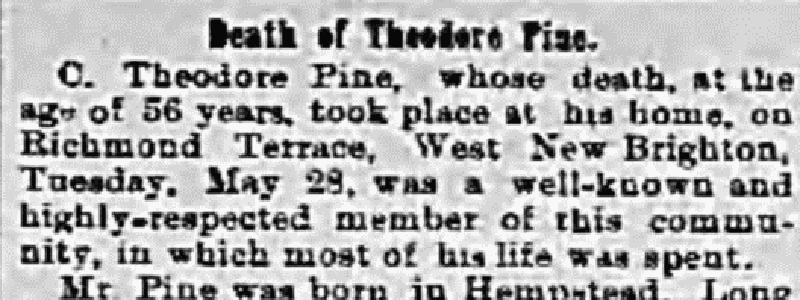 Death of Theodore Pine.
C. Theodore Pine, whose death, at the
age of 56 years, took place at his home, on
Richmond Terrace, West New Brighton,
Tuesday, May 28, was a well-known and
highly-respected member of this commu-
nity, in which most of his life was spent.
Mr. Pine was born in Hempstead, Long